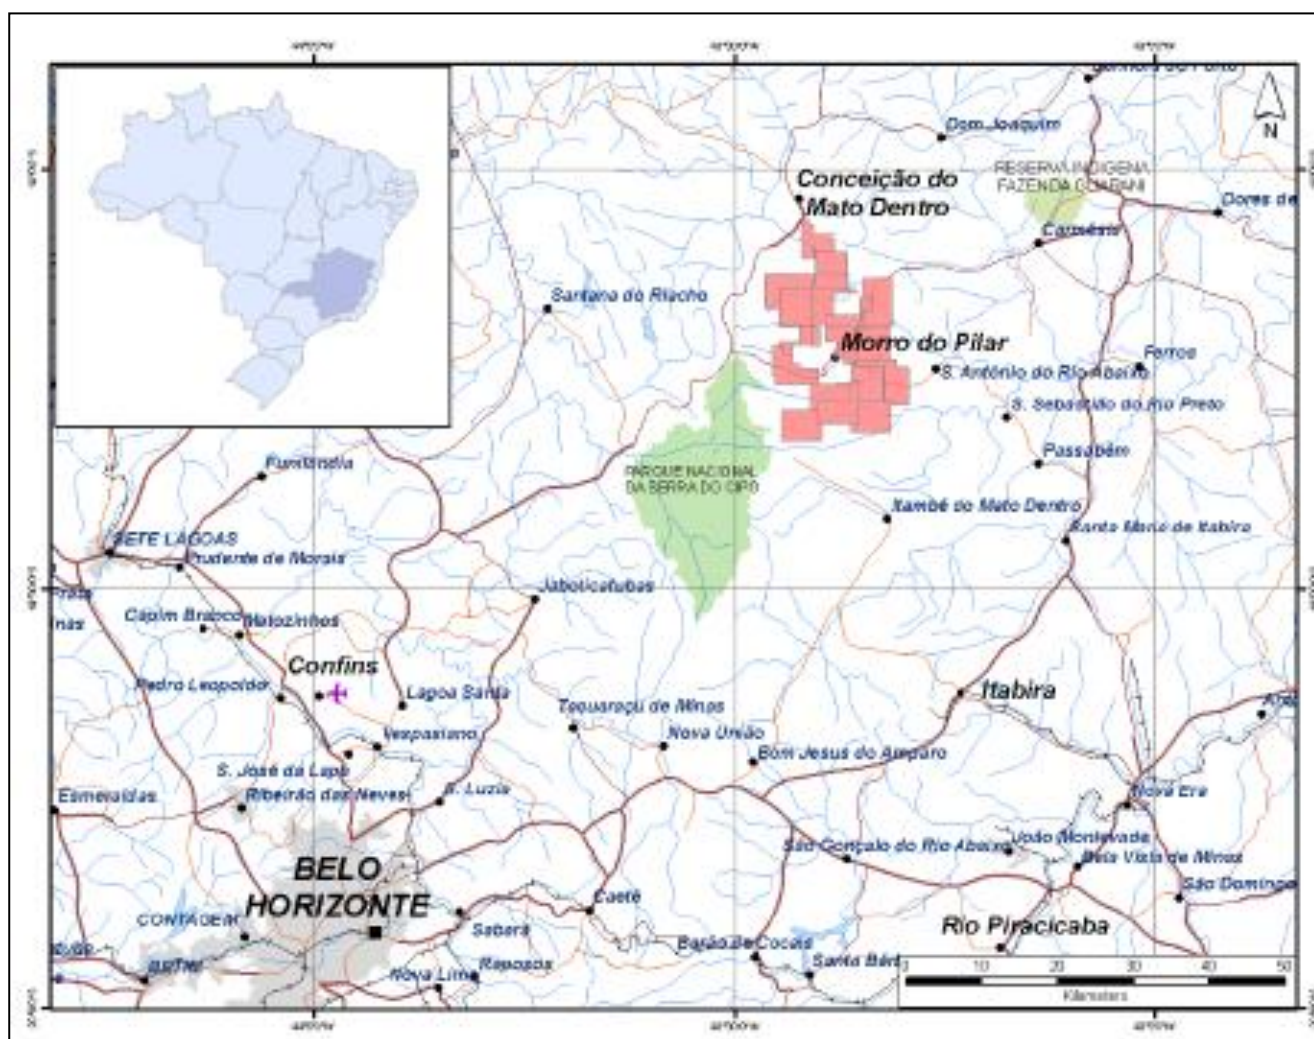 Dom Joaquim
N
Conceição do
Mato Dentro
RESERVA INDIGENA
FAZENDA GUARANI
Dores de
Carmésia
Santana do Riacho
Morro do Pilar
Ferros
S. Antônio do Rio Abaixo
S. Sebastião do Rio Preto
Passabém
Funilândia
PARQUE NACIONAL
DA SERRA DO CIPÓ
Itambé do Mato Dentro
Santa Maria de Itabira
SETE LAGOAS
Prudente de Morais
Jaboticatubas
Capim Branco
Matozinhos
Confins
Pedro Leopoldo
Lagoa Santa
Itabira
Taquaraçú de Minas
Nova União
Vespasiano
Bom Jesus do Amparo
S. José da Lapa
Esmeraldas
Ribeirão das Neves
S. Luzia
Nova Era
João Monlevade
São Gonçalo do Rio Abaixo
Bela Vista de Minas
BELO
HORIZONTE
São Domingo
Caeté
CONTAGEM
Sabará
Rio Piracicaba
Barão de Cocais
BETIM
Raposos
Nova Lima
Santa Bár
0 10 20 30 40 50
Kilometers